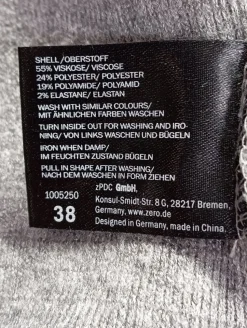 SHELL/OBERSTOFF
55% VISKOSE/ VISCOSE
24% POLYESTER/ POLYESTER
19% POLYAMIDE/POLYAMID
2% ELASTANE/ ELASTAN
WASH WITH SIMILAR COLOURS/
MIT ÄHNLICHEN FARBEN WASCHEN
TURN INSIDE OUT FOR WASHING AND IRO-
NING/ VON LINKS WASCHEN UND BÜGELN
IRON WHEN DAMP/
IM FEUCHTEN ZUSTAND BÜGELN
PULL IN SHAPE AFTER WASHING/
NACH DEM WASCHEN IN FORM ZIEHEN
zPDC GmbH,
1005250 Konsul-Smidt-Str. 8 G, 28217 Bremen,
38 Germany, www.zero.de
Designed in Germany, made in China.